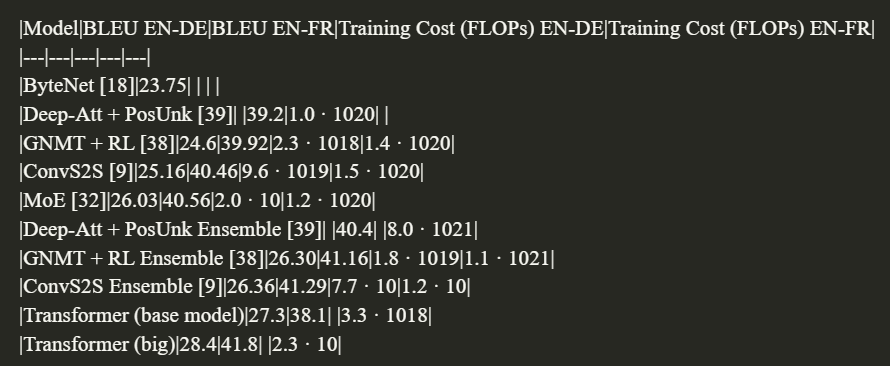 |Model|BLEU EN-DE|BLEU EN-FR|Training Cost (FLOPs) EN-DE|Training Cost (FLOPs) EN-FR|
|---|---|---|---|---|
|ByteNet [18]|23.75| | | |
|Deep-Att + PosUnk [39]| |39.2|1.0 · 1020| |
|GNMT + RL [38]|24.6|39.92|2.3 · 1018|1.4 · 1020|
|ConvS2S [9]|25.16|40.46|9.6 · 1019|1.5 · 1020|
|MoE [32]|26.03|40.56|2.0 · 10|1.2 · 1020|
|Deep-Att + PosUnk Ensemble [39]| |40.4| |8.0 · 1021|
|GNMT + RL Ensemble [38]|26.30|41.16|1.8 · 1019|1.1 · 1021|
|ConvS2S Ensemble [9]|26.36|41.29|7.7 · 10|1.2 · 10|
|Transformer (base model)|27.3|38.1| |3.3 · 1018|
|Transformer (big)|28.4|41.8| |2.3 · 10|